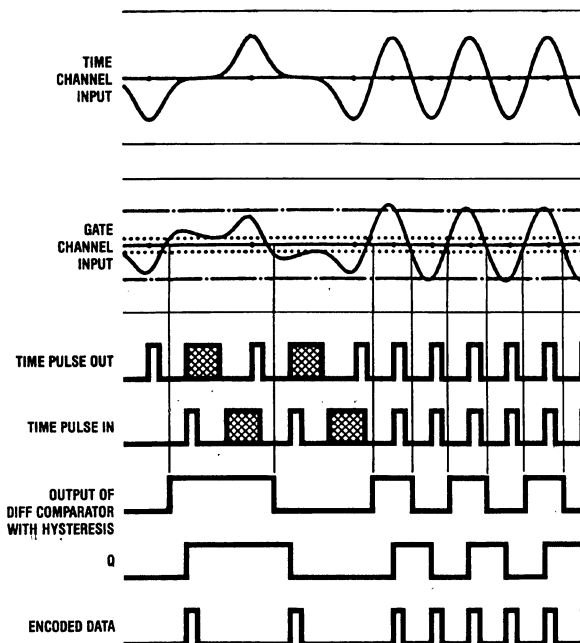 TIME
CHANNEL
INPUT
GATE
CHANNEL
INPUT
TIME PULSE OUT
TIME PULSE IN
OUTPUT OF
DIFF COMPARATOR
WITH HYSTERESIS
Q
ENCODED DATA